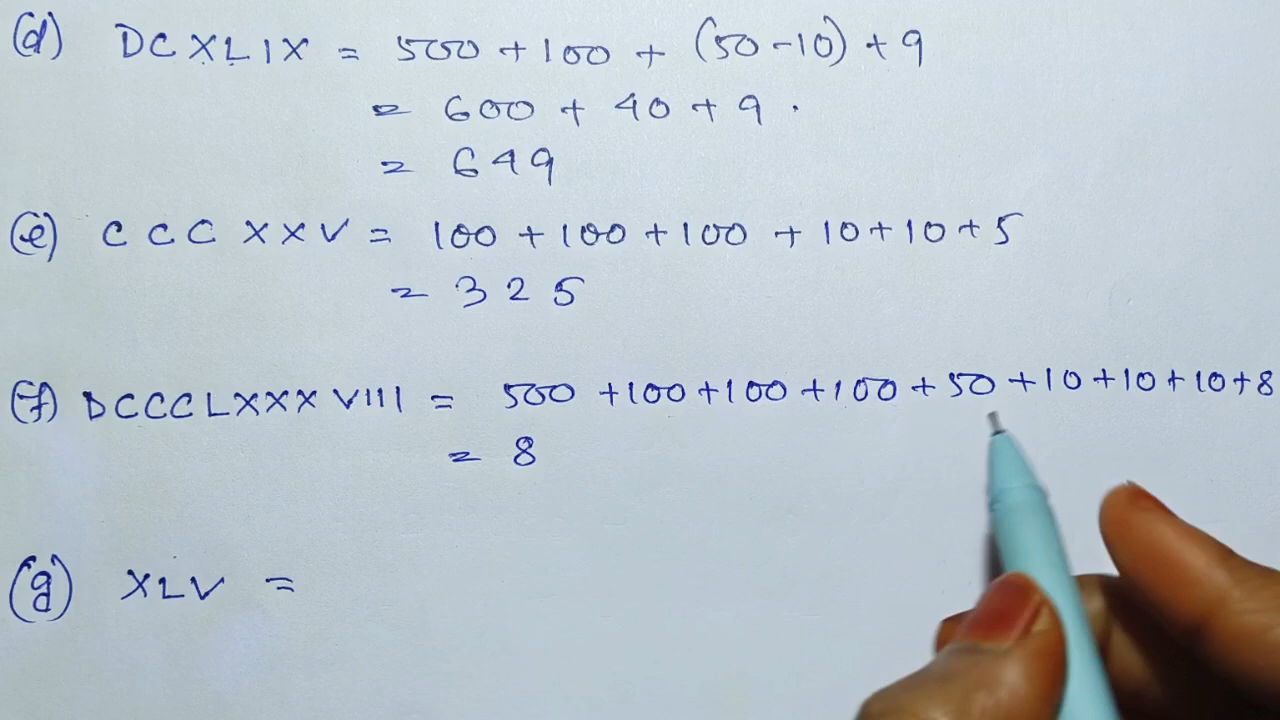 (d) DCXLIX = 500 + 100 + (50 - 10) + 9
= 600 + 40 + 9 .
= 649
(e) CCCXXV = 100 + 100 + 100 + 10 + 10 + 5
= 325
(f) DCCCLXXXVIII = 500 + 100 + 100 + 100 + 50 + 10 + 10 + 10 + 8
= 8
(g) XLV =